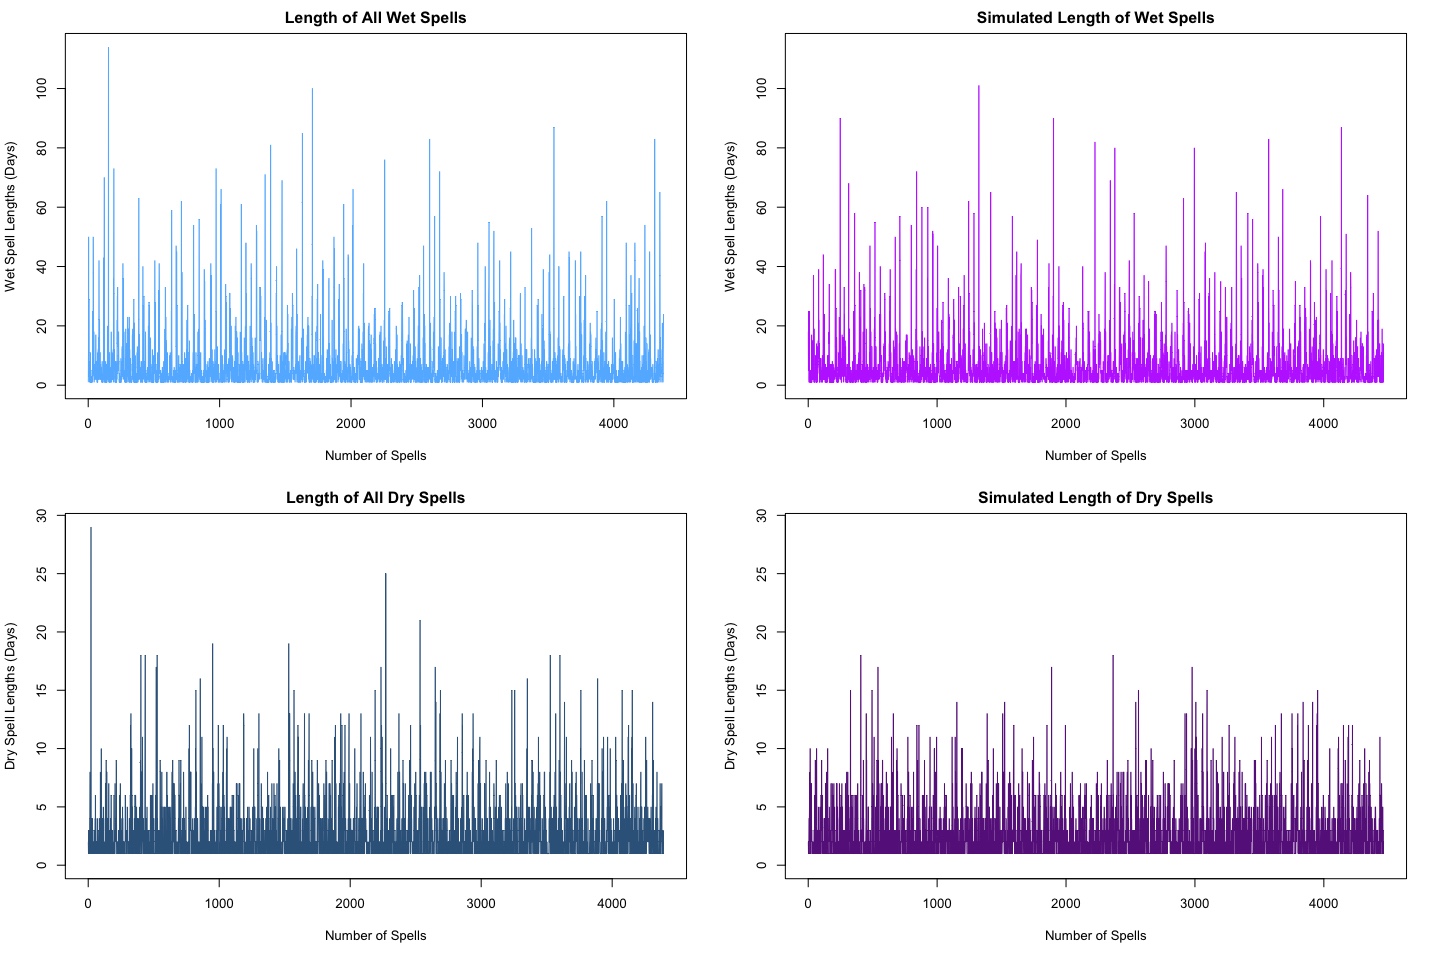 Length of All Wet Spells
Wet Spell Lengths (Days)
100
80
60
40
20
0
0 1000 2000 3000 4000
Number of Spells
Simulated Length of Wet Spells
Wet Spell Lengths (Days)
100
80
60
40
20
0
0 1000 2000 3000 4000
Number of Spells
Length of All Dry Spells
Dry Spell Lengths (Days)
30
25
20
15
10
5
0
0 1000 2000 3000 4000
Number of Spells
Simulated Length of Dry Spells
Dry Spell Lengths (Days)
30
25
20
15
10
5
0
0 1000 2000 3000 4000
Number of Spells